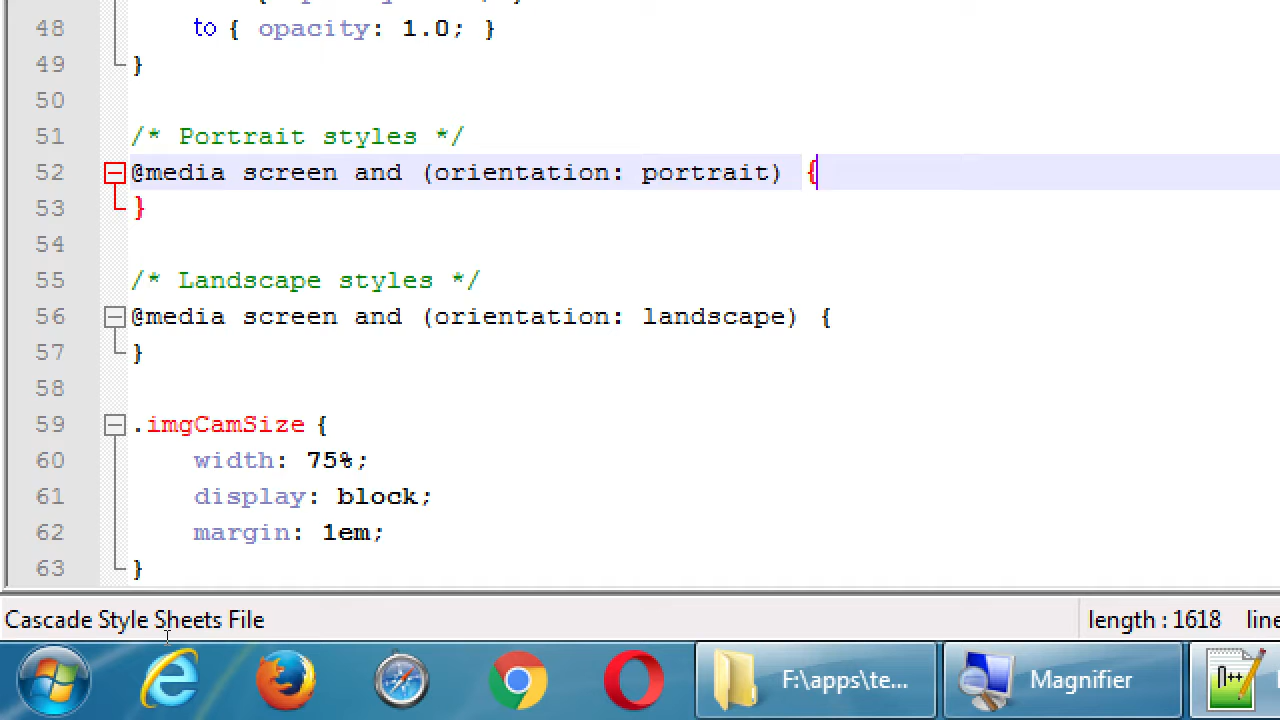 48 to { opacity: 1.0; }
49 }
50
51 /* Portrait styles */
52 @media screen and (orientation: portrait) {
53 }
54
55 /* Landscape styles */
56 @media screen and (orientation: landscape) {
57 }
58
59 .imgCamSize {
60 width: 75%;
61 display: block;
62 margin: 1em;
63 }
Cascade Style Sheets File length : 1618
F:\apps\te... Magnifier